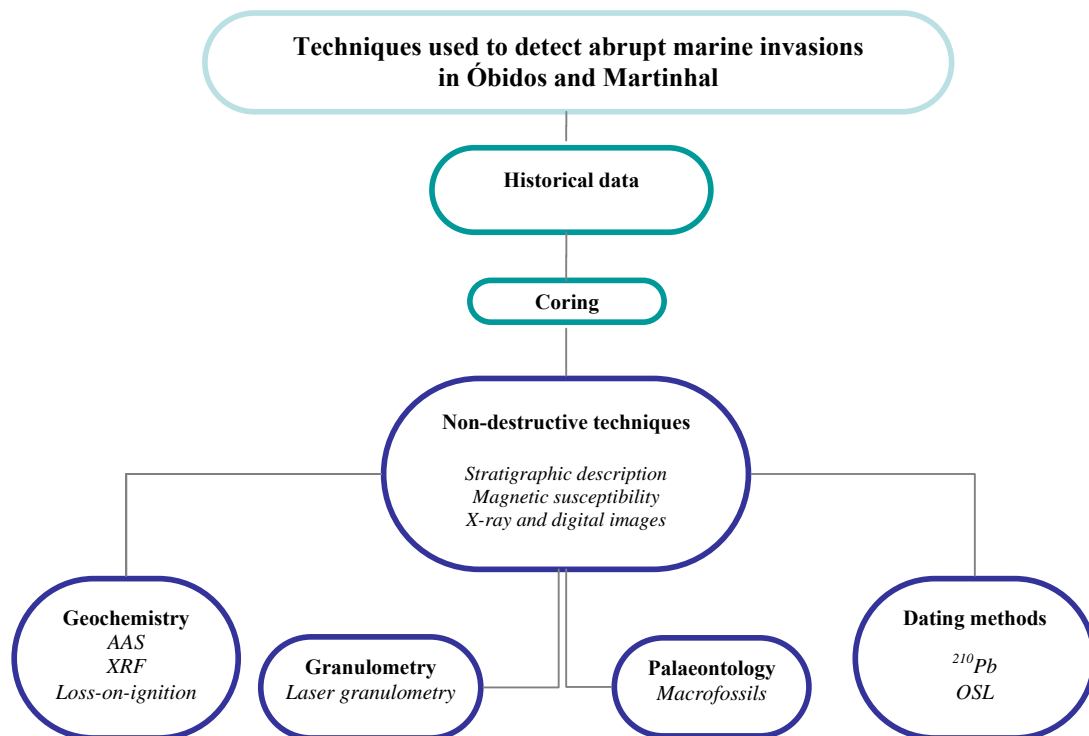 Techniques used to detect abrupt marine invasions
in Óbidos and Martinhal
Historical data
Coring
Non-destructive techniques
Stratigraphic description
Magnetic susceptibility
X-ray and digital images
Geochemistry
AAS
XRF
Loss-on-ignition
Granulometry
Laser granulometry
Palaeontology
Macrofossils
Dating methods
²¹⁰Pb
OSL